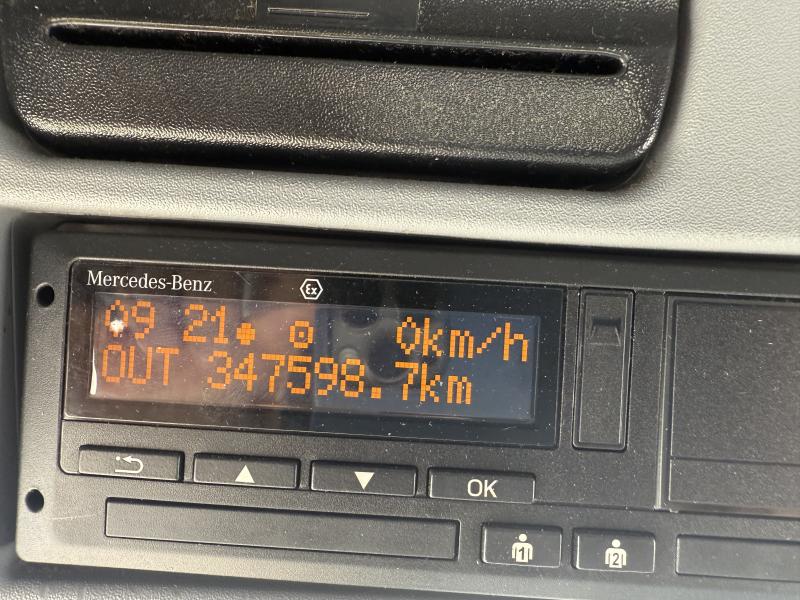 Mercedes-Benz
Ex
09 21 0km/h
OUT 347598.7km
OK
1
2